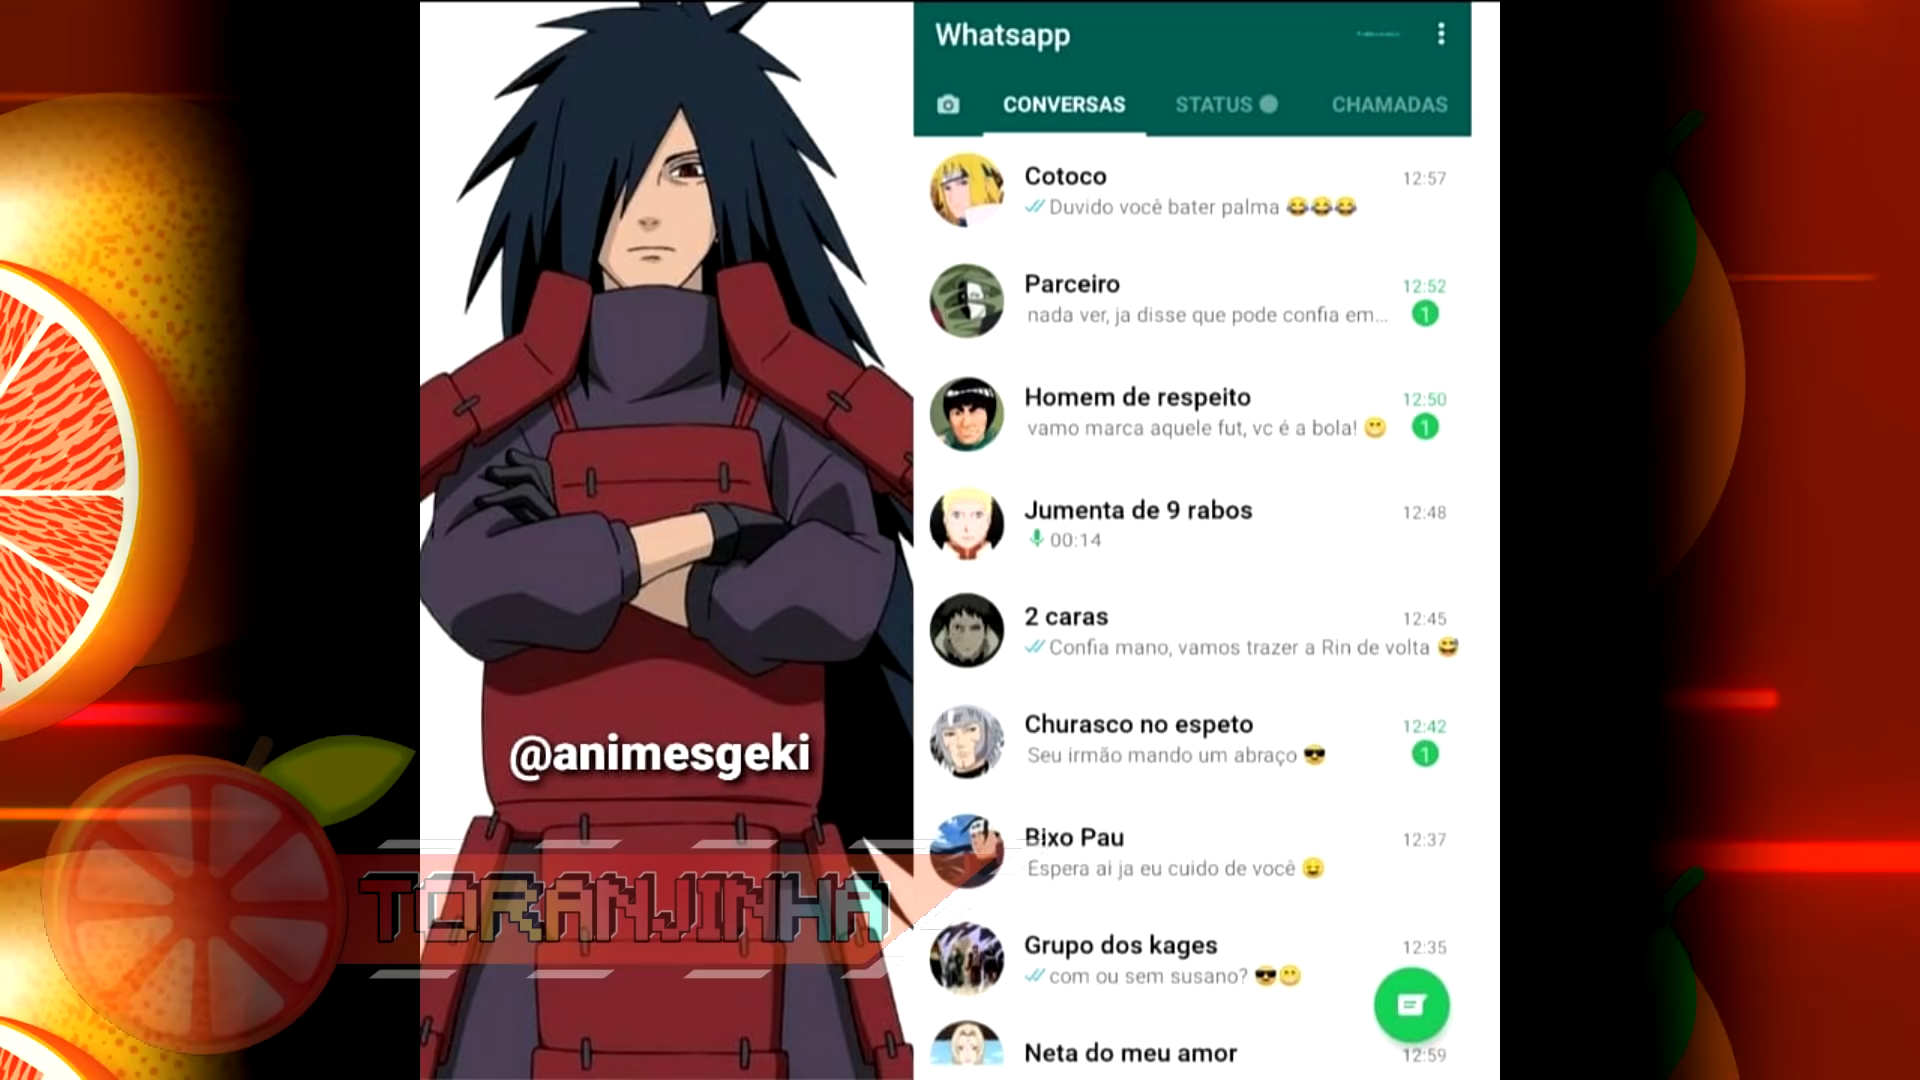 Whatsapp
CONVERSAS STATUS CHAMADAS
Cotoco 12:57
Duvido você bater palma 😂😂😂
Parceiro 12:52
nada ver, ja disse que pode confia em... 1
Homem de respeito 12:50
vamo marca aquele fut, vc é a bola! 😁 1
Jumenta de 9 rabos 12:48
00:14
2 caras 12:45
Confia mano, vamos trazer a Rin de volta 😅
Churasco no espeto 12:42
Seu irmão mando um abraço 😎 1
@animesgeki
Bixo Pau 12:37
Espera ai ja eu cuido de você 😉
TORANJINHA
Grupo dos kages 12:35
com ou sem susano? 😎😁
Neta do meu amor 12:59